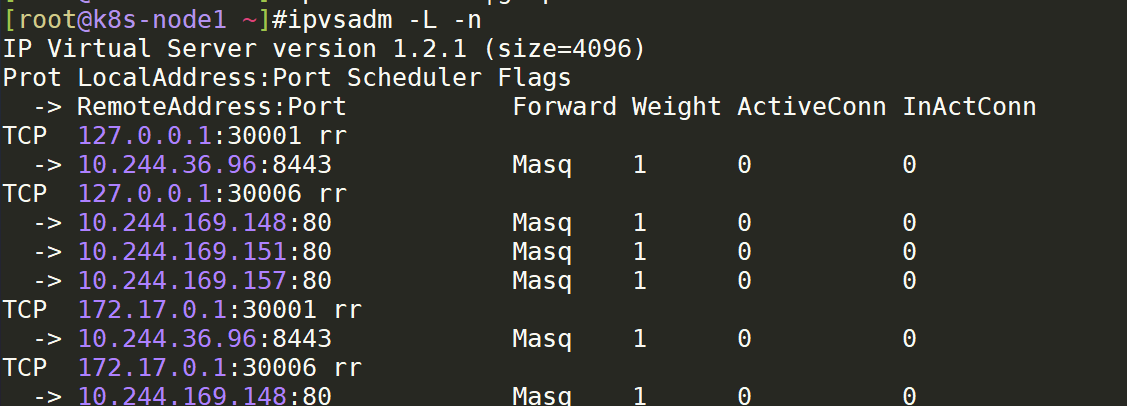 [root@k8s-node1 ~]#ipvsadm -L -n
IP Virtual Server version 1.2.1 (size=4096)
Prot LocalAddress:Port Scheduler Flags
  -> RemoteAddress:Port           Forward Weight ActiveConn InActConn
TCP  127.0.0.1:30001 rr
  -> 10.244.36.96:8443            Masq    1      0          0
TCP  127.0.0.1:30006 rr
  -> 10.244.169.148:80            Masq    1      0          0
  -> 10.244.169.151:80            Masq    1      0          0
  -> 10.244.169.157:80            Masq    1      0          0
TCP  172.17.0.1:30001 rr
  -> 10.244.36.96:8443            Masq    1      0          0
TCP  172.17.0.1:30006 rr
  -> 10.244.169.148:80            Masq    1      0          0